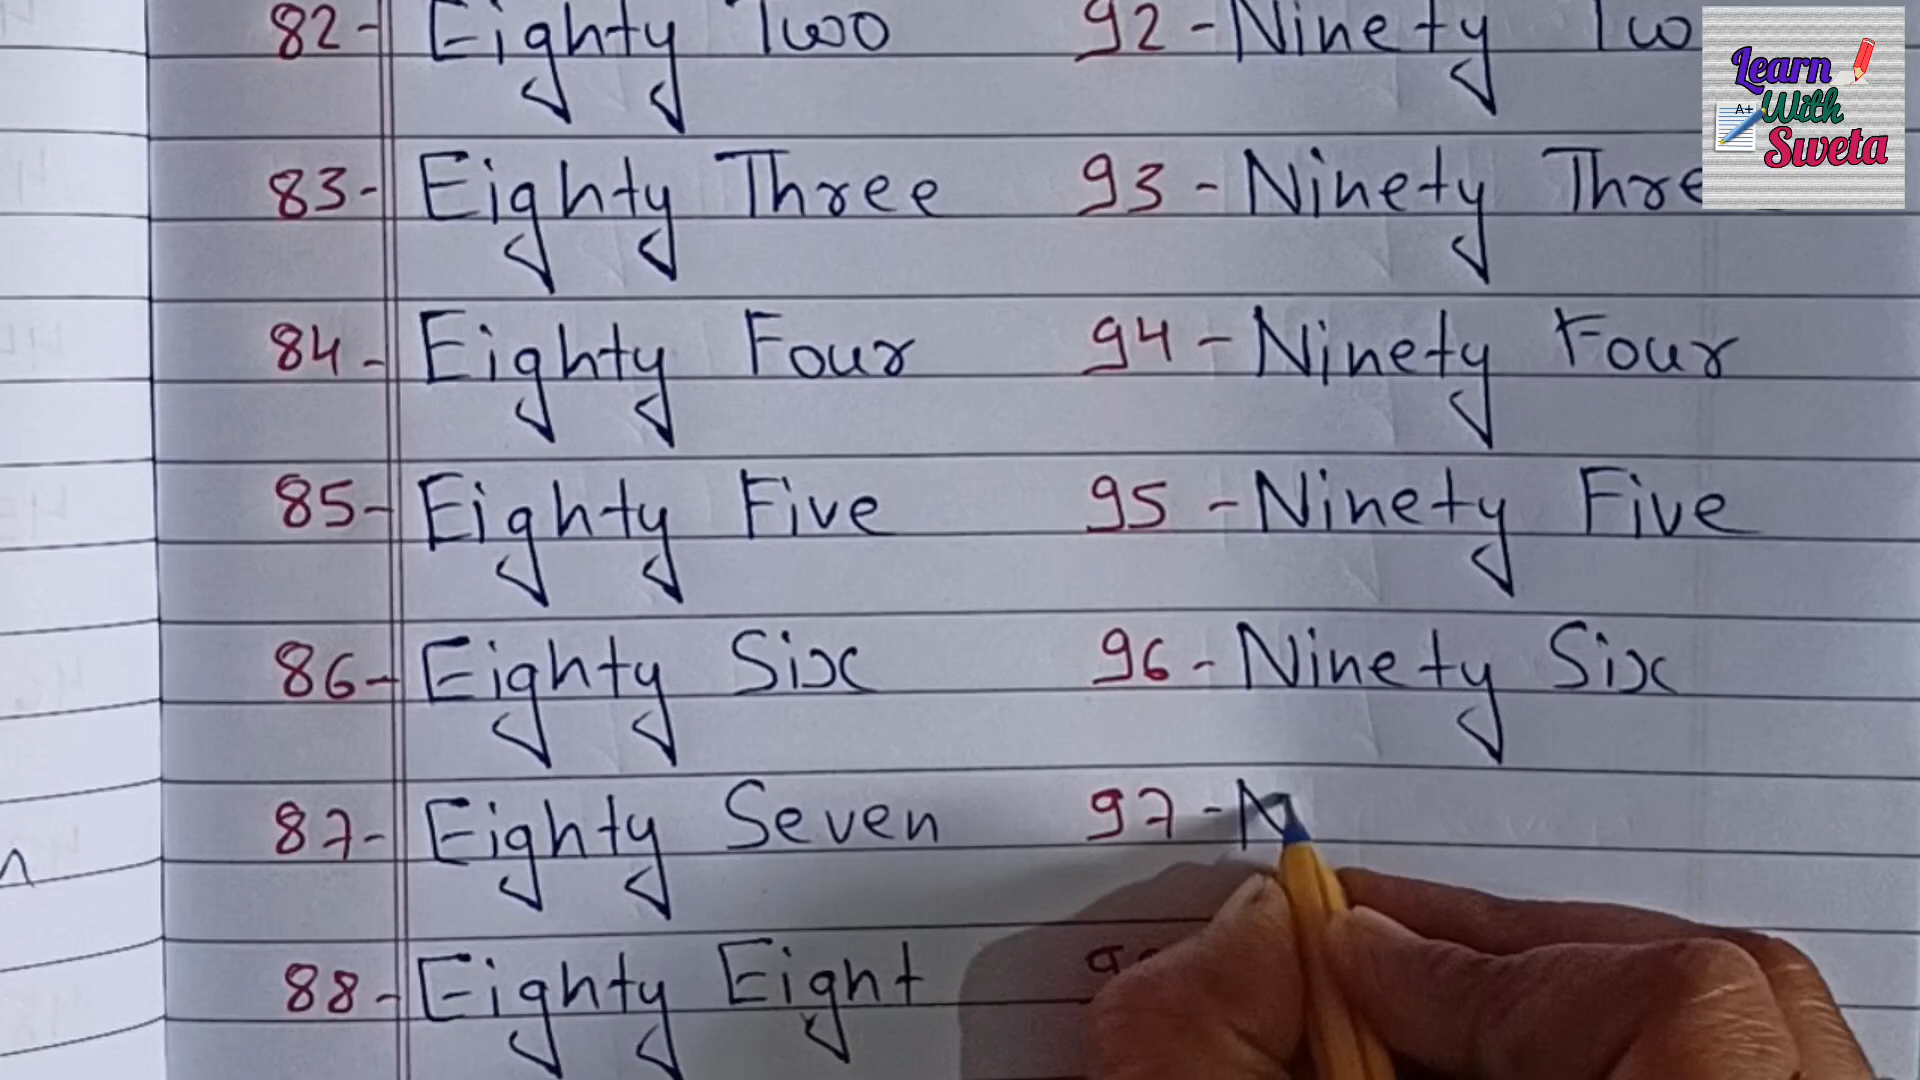 82- Eighty Two 92 - Ninety Two
83- Eighty Three 93 - Ninety Three
84 - Eighty Four 94 - Ninety Four
85- Eighty Five 95 - Ninety Five
86- Eighty Six 96 - Ninety Six
87- Eighty Seven 97 - N
88 - Eighty Eight
Learn
A+ With
Sweta